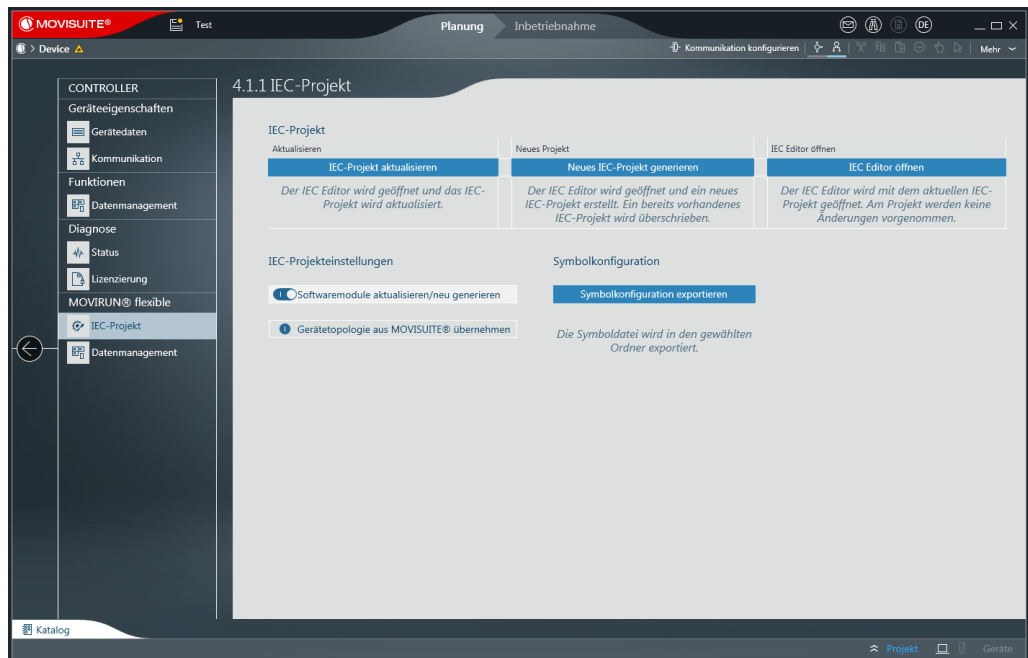 MOVISUITE®
Test
Planung
Inbetriebnahme
DE
> Device
Kommunikation konfigurieren
Mehr
CONTROLLER
Geräteeigenschaften
Gerätedaten
Kommunikation
Funktionen
Datenmanagement
Diagnose
Status
Lizenzierung
MOVIRUN® flexible
IEC-Projekt
Datenmanagement
4.1.1 IEC-Projekt
IEC-Projekt
Aktualisieren
IEC-Projekt aktualisieren
Der IEC Editor wird geöffnet und das IEC-
Projekt wird aktualisiert.
Neues Projekt
Neues IEC-Projekt generieren
Der IEC Editor wird geöffnet und ein neues
IEC-Projekt erstellt. Ein bereits vorhandenes
IEC-Projekt wird überschrieben.
IEC Editor öffnen
IEC Editor öffnen
Der IEC Editor wird mit dem aktuellen IEC-
Projekt geöffnet. Am Projekt werden keine
Änderungen vorgenommen.
IEC-Projekteinstellungen
Softwaremodule aktualisieren/neu generieren
Gerätetopologie aus MOVISUITE® übernehmen
Symbolkonfiguration
Symbolkonfiguration exportieren
Die Symboldatei wird in den gewählten
Ordner exportiert.
Katalog
Projekt
Geräte